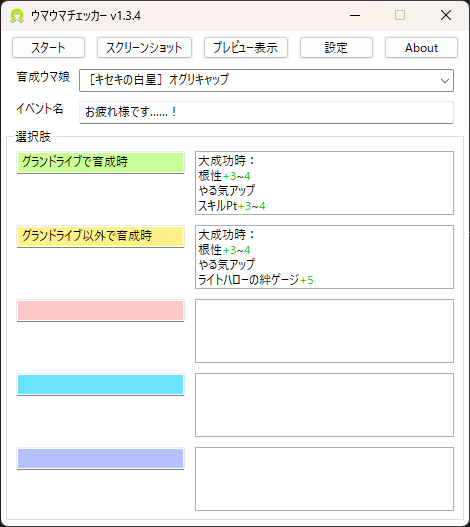 ウマウマチェッカー v1.3.4
スタート
スクリーンショット
プレビュー表示
設定
About
育成ウマ娘
［キセキの白星］オグリキャップ
イベント名
お疲れ様です……！
選択肢
グランドライブで育成時
大成功時：
根性+3~4
やる気アップ
スキルPt+3~4
グランドライブ以外で育成時
大成功時：
根性+3~4
やる気アップ
ライトハローの絆ゲージ+5